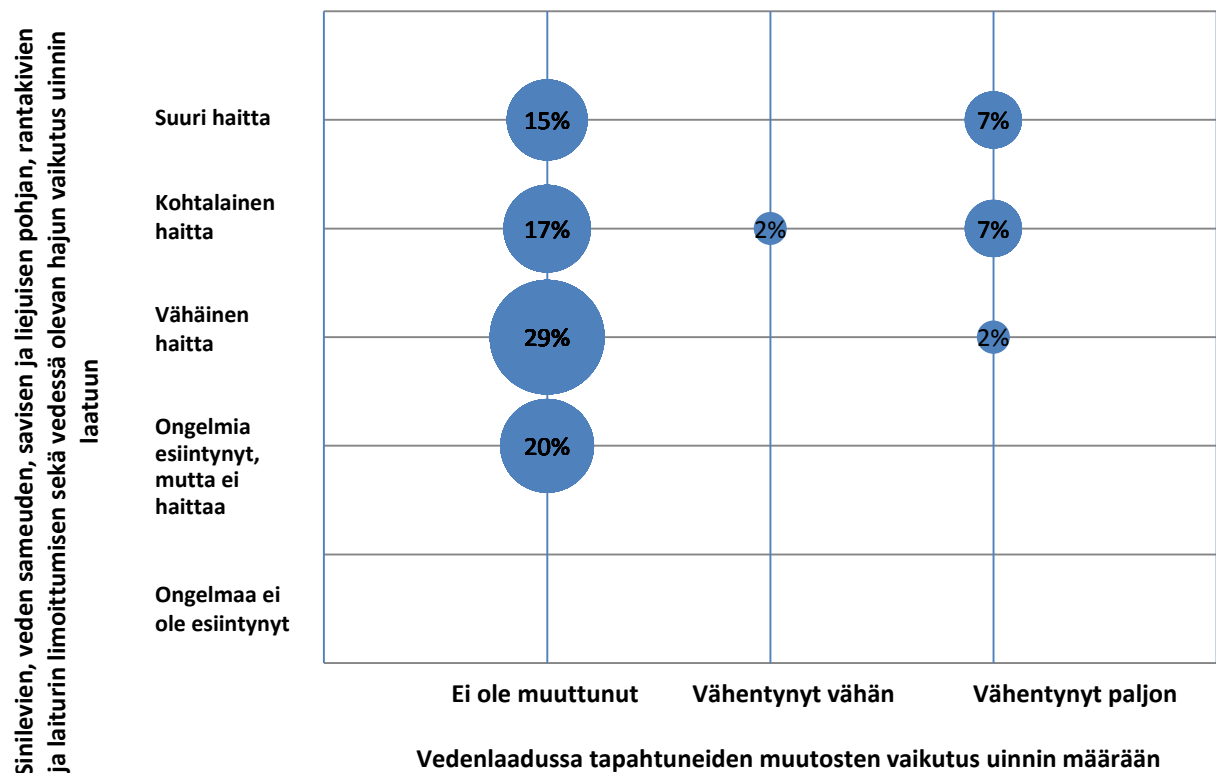 Sinilevien, veden sameuden, savisen ja liejuisen pohjan, rantakivien
ja laiturin limoittumisen sekä vedessä olevan hajun vaikutus uinnin
laatuun
Suuri haitta
15%
7%
Kohtalainen
haitta
17%
2%
7%
Vähäinen
haitta
29%
2%
Ongelmia
esiintynyt,
mutta ei
haittaa
20%
Ongelmaa ei
ole esiintynyt
Ei ole muuttunut
Vähentynyt vähän
Vähentynyt paljon
Vedenlaadussa tapahtuneiden muutosten vaikutus uinnin määrään